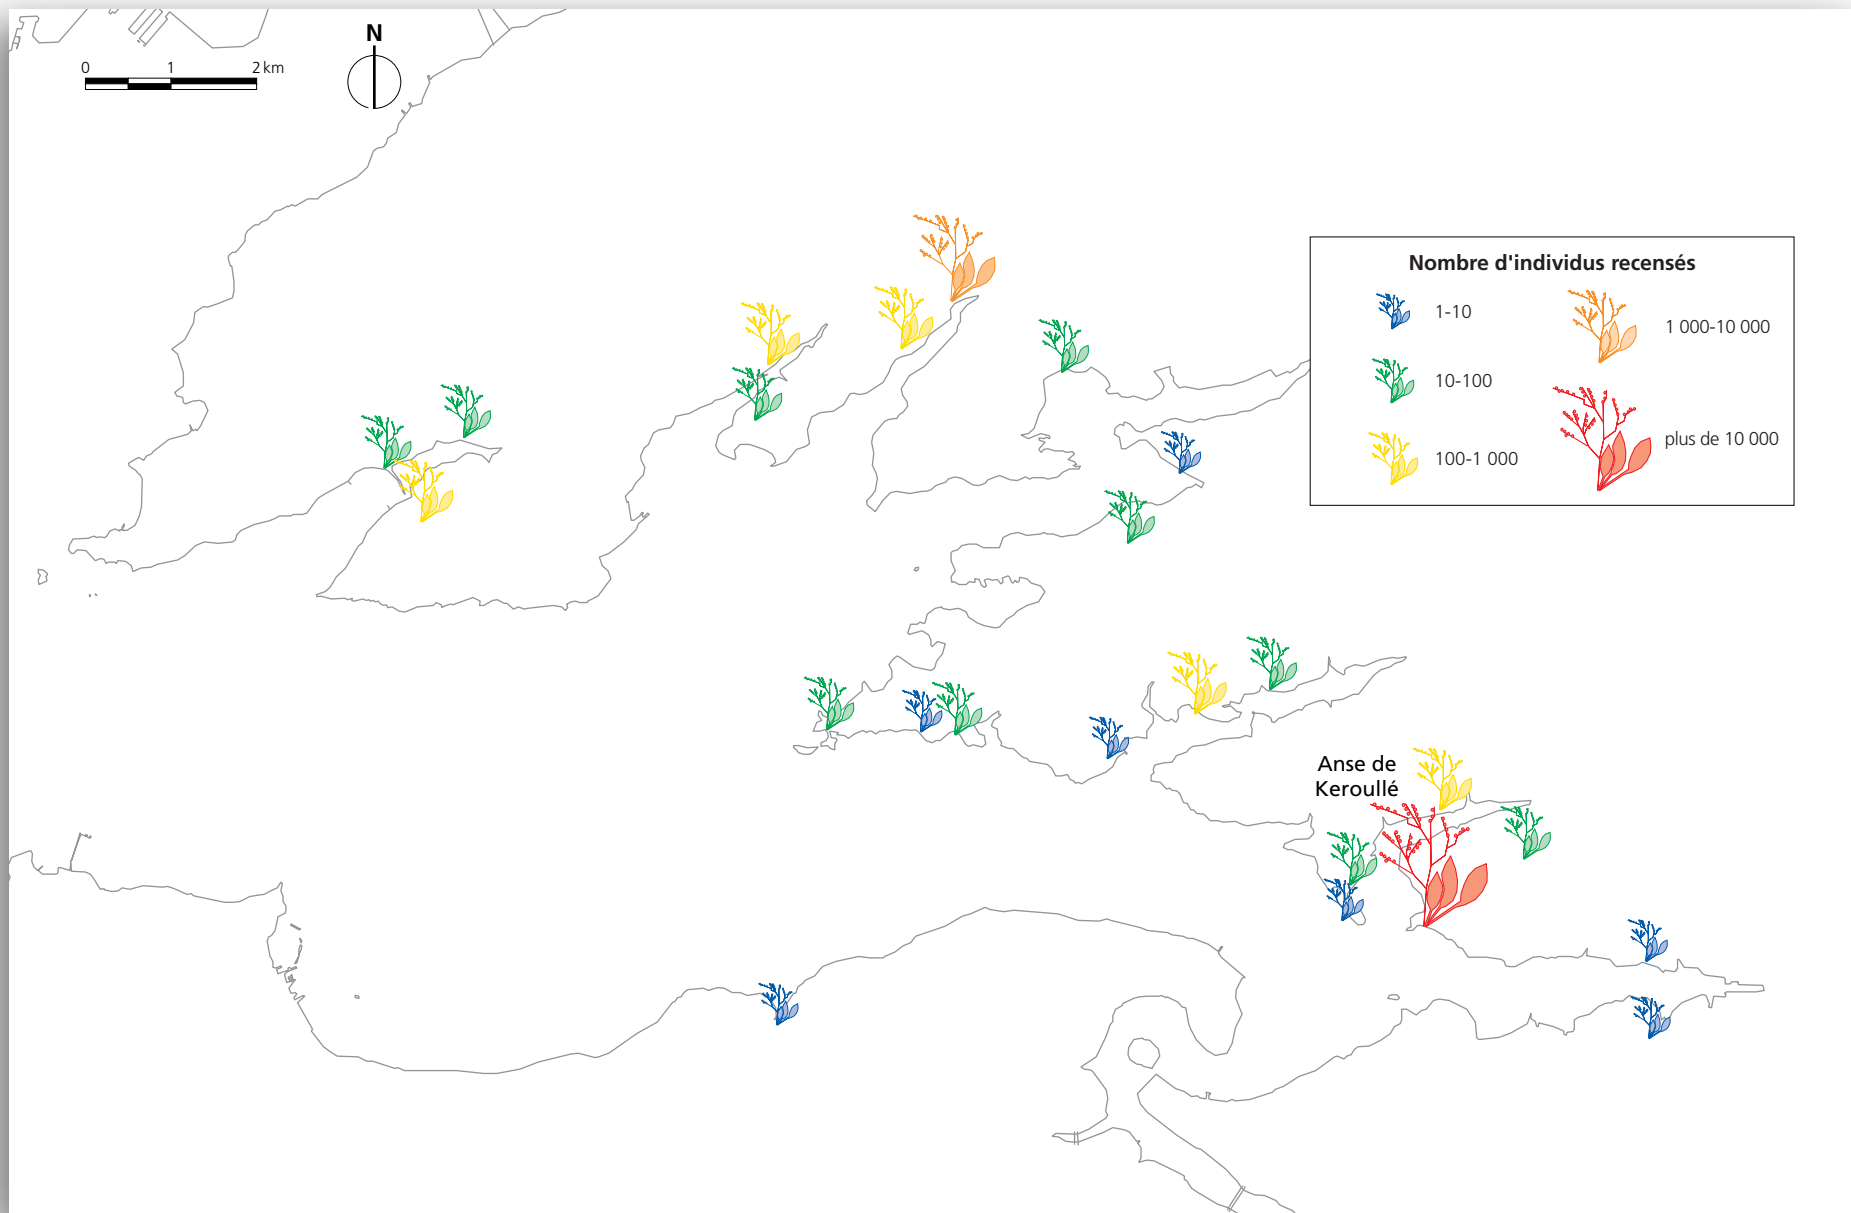 N
0 1 2 km
Nombre d'individus recensés
1-10
10-100
100-1 000
1 000-10 000
plus de 10 000
Anse de
Keroullé